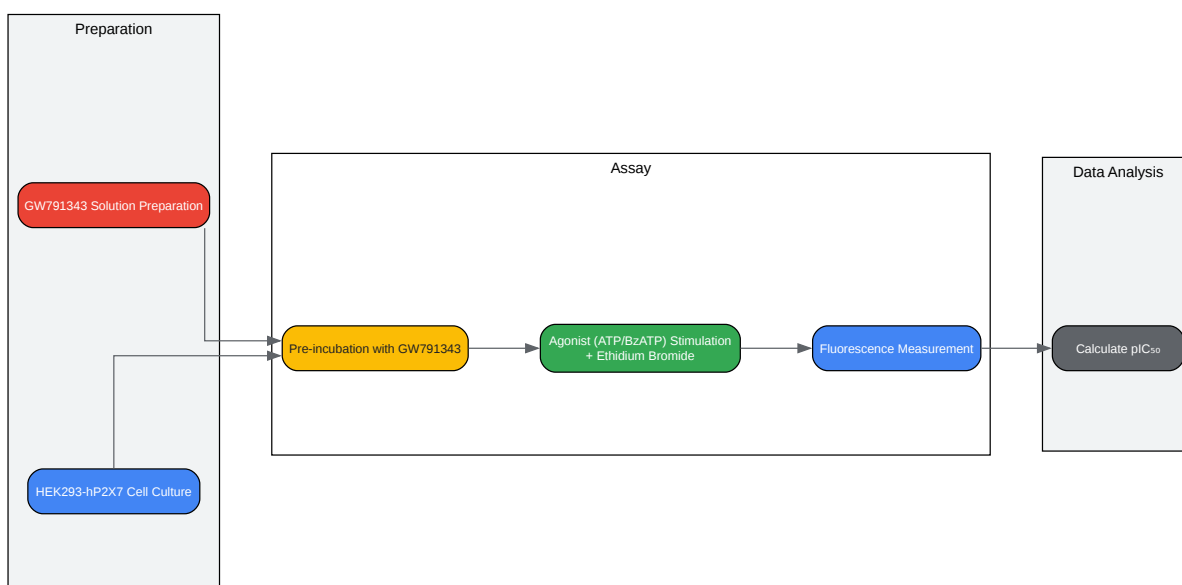 Preparation
GW791343 Solution Preparation
HEK293-hP2X7 Cell Culture
Assay
Pre-incubation with GW791343
Agonist (ATP/BzATP) Stimulation
+ Ethidium Bromide
Fluorescence Measurement
Data Analysis
Calculate pIC₅₀